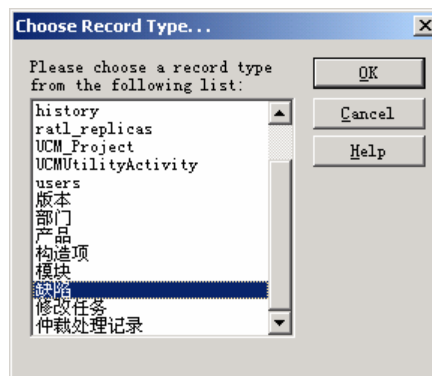 Choose Record Type...
Please choose a record type
from the following list:
history
ratl_replicas
UCM_Project
UCMUtilityActivity
users
版本
部门
产品
构造项
模块
缺陷
修改任务
仲裁处理记录
OK
Cancel
Help